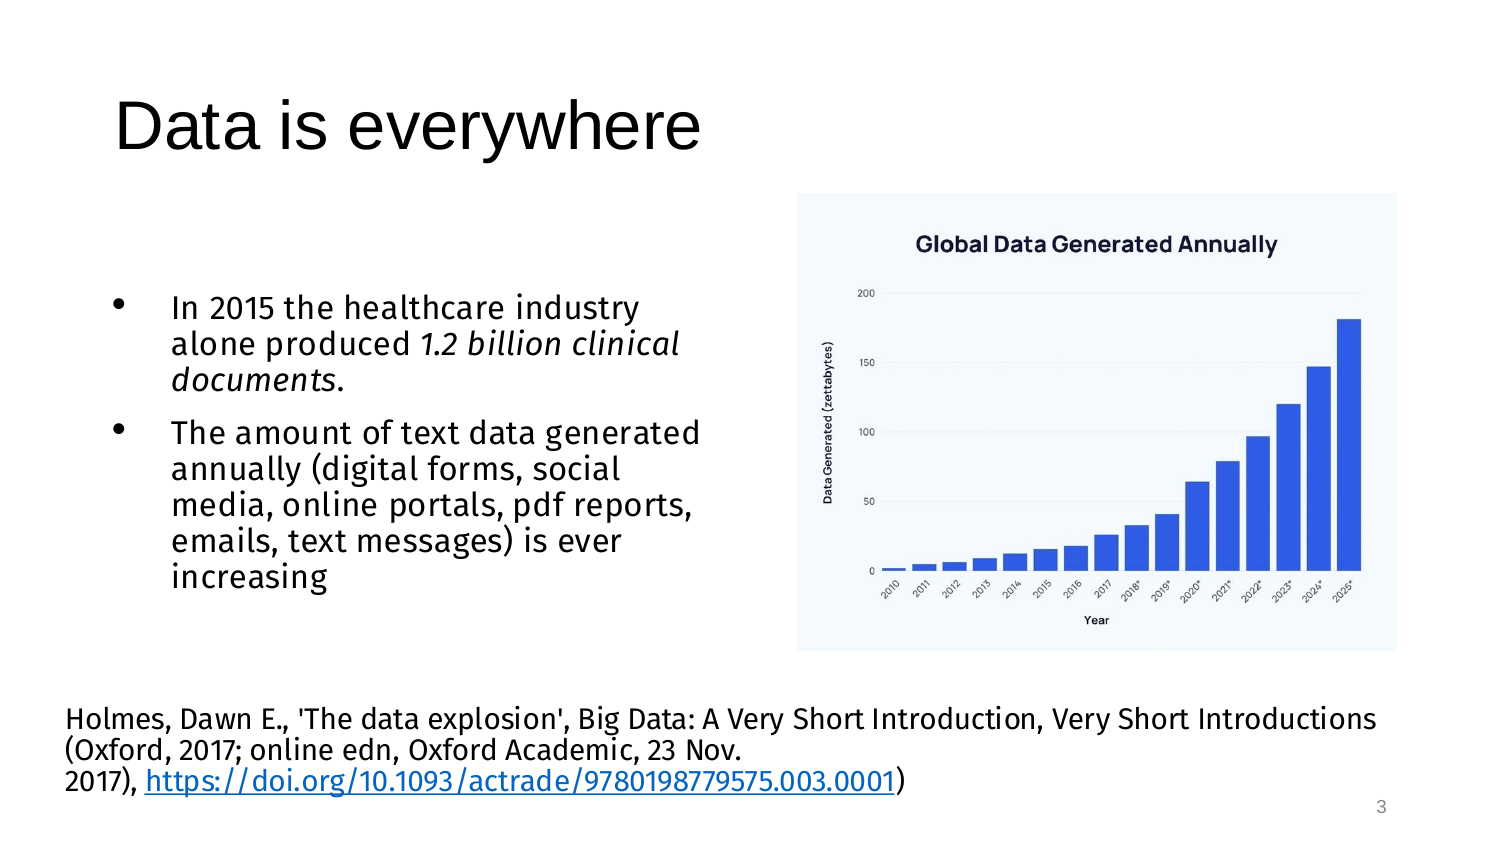 Data is everywhere
• In 2015 the healthcare industry
alone produced 1.2 billion clinical
documents.
• The amount of text data generated
annually (digital forms, social
media, online portals, pdf reports,
emails, text messages) is ever
increasing
Global Data Generated Annually
Data Generated (zettabytes)
200
150
100
50
0
2010 2011 2012 2013 2014 2015 2016 2017 2018* 2019* 2020* 2021* 2022* 2023* 2024* 2025*
Year
Holmes, Dawn E., 'The data explosion', Big Data: A Very Short Introduction, Very Short Introductions
(Oxford, 2017; online edn, Oxford Academic, 23 Nov.
2017), https://doi.org/10.1093/actrade/9780198779575.003.0001)
3